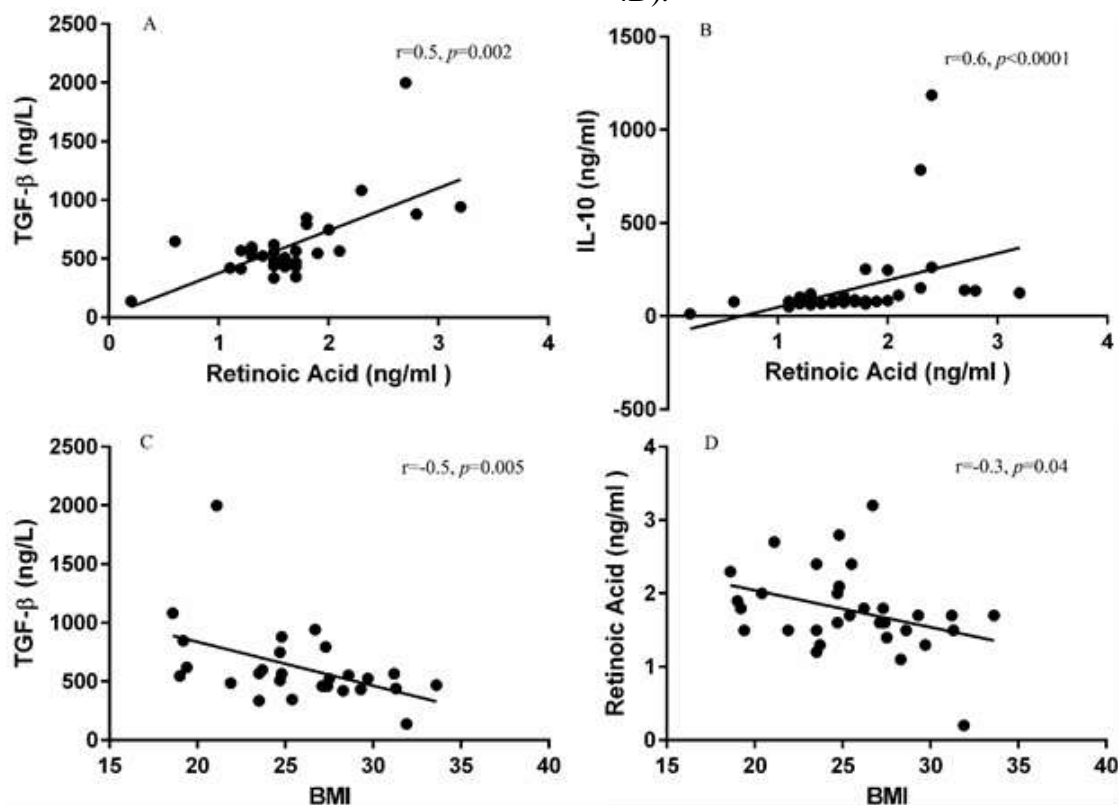 4.D).
A
r=0.5, p=0.002
2500
2000
1500
1000
500
0
TGF-β (ng/L)
0
1
2
3
4
Retinoic Acid (ng/ml )
B
r=0.6, p<0.0001
1500
1000
500
0
-500
IL-10 (ng/ml)
1
2
3
4
Retinoic Acid (ng/ml )
C
r=-0.5, p=0.005
2500
2000
1500
1000
500
0
TGF-β (ng/L)
15
20
25
30
35
40
BMI
D
r=-0.3, p=0.04
4
3
2
1
0
Retinoic Acid (ng/ml )
15
20
25
30
35
40
BMI